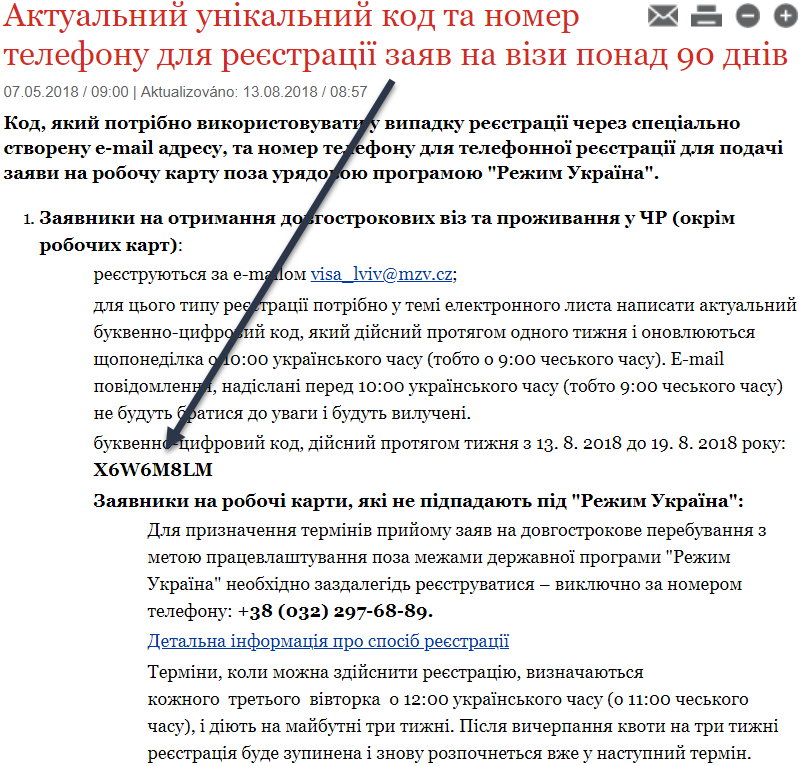 Актуальний унікальний код та номер
телефону для реєстрації заяв на візи понад 90 днів
07.05.2018 / 09:00 | Aktualizováno: 13.08.2018 / 08:57
Код, який потрібно використовувати у випадку реєстрації через спеціально
створену e-mail адресу, та номер телефону для телефонної реєстрації для подачі
заяви на робочу карту поза урядовою програмою "Режим Україна".
1. Заявники на отримання довгострокових віз та проживання у ЧР (окрім
робочих карт):
реєструються за e-mailом visa_lviv@mzv.cz;
для цього типу реєстрації потрібно у темі електронного листа написати актуальний
буквенно-цифровий код, який дійсний протягом одного тижня і оновлюються
щопонеділка о 10:00 українського часу (тобто о 9:00 чеського часу). E-mail
повідомлення, надіслані перед 10:00 українського часу (тобто 9:00 чеського часу)
не будуть братися до уваги і будуть вилучені.
буквенно-цифровий код, дійсний протягом тижня з 13. 8. 2018 до 19. 8. 2018 року:
X6W6M8LM
Заявники на робочі карти, які не підпадають під "Режим Україна":
Для призначення термінів прийому заяв на довгострокове перебування з
метою працевлаштування поза межами державної програми "Режим
Україна" необхідно заздалегідь реєструватися – виключно за номером
телефону: +38 (032) 297-68-89.
Детальна інформація про спосіб реєстрації
Терміни, коли можна здійснити реєстрацію, визначаються
кожного третього вівторка о 12:00 українського часу (о 11:00 чеського
часу), і діють на майбутні три тижні. Після вичерпання квоти на три тижні
реєстрація буде зупинена і знову розпочнеться вже у наступний термін.